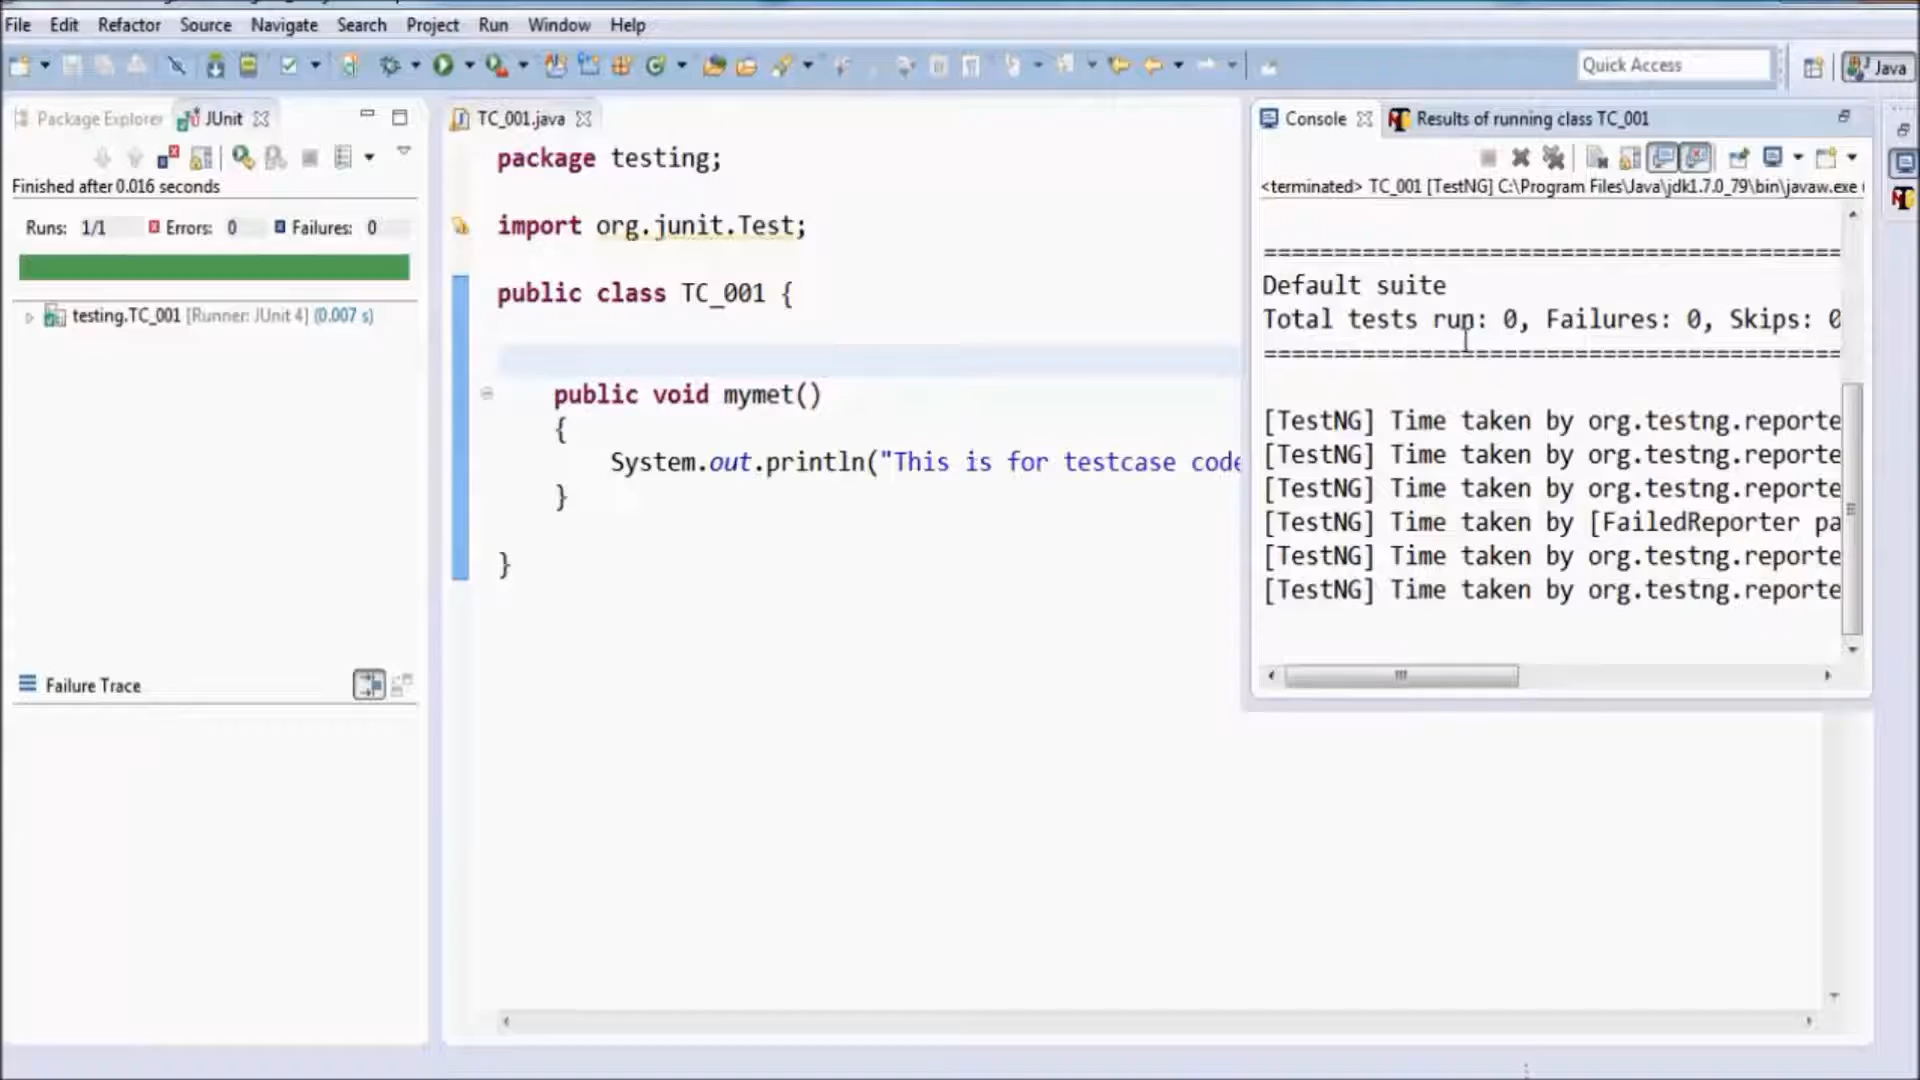 File Edit Refactor Source Navigate Search Project Run Window Help
Quick Access
Java
Package Explorer
JUnit
Finished after 0.016 seconds
Runs: 1/1 Errors: 0 Failures: 0
testing.TC_001 [Runner: JUnit 4] (0.007 s)
Failure Trace
TC_001.java
package testing;
import org.junit.Test;
public class TC_001 {
public void mymet()
{
System.out.println("This is for testcase code
}
}
Console
Results of running class TC_001
<terminated> TC_001 [TestNG] C:\Program Files\Java\jdk1.7.0_79\bin\javaw.exe (
===============================================
Default suite
Total tests run: 0, Failures: 0, Skips: 0
===============================================
[TestNG] Time taken by org.testng.reporte
[TestNG] Time taken by org.testng.reporte
[TestNG] Time taken by org.testng.reporte
[TestNG] Time taken by [FailedReporter pa
[TestNG] Time taken by org.testng.reporte
[TestNG] Time taken by org.testng.reporte